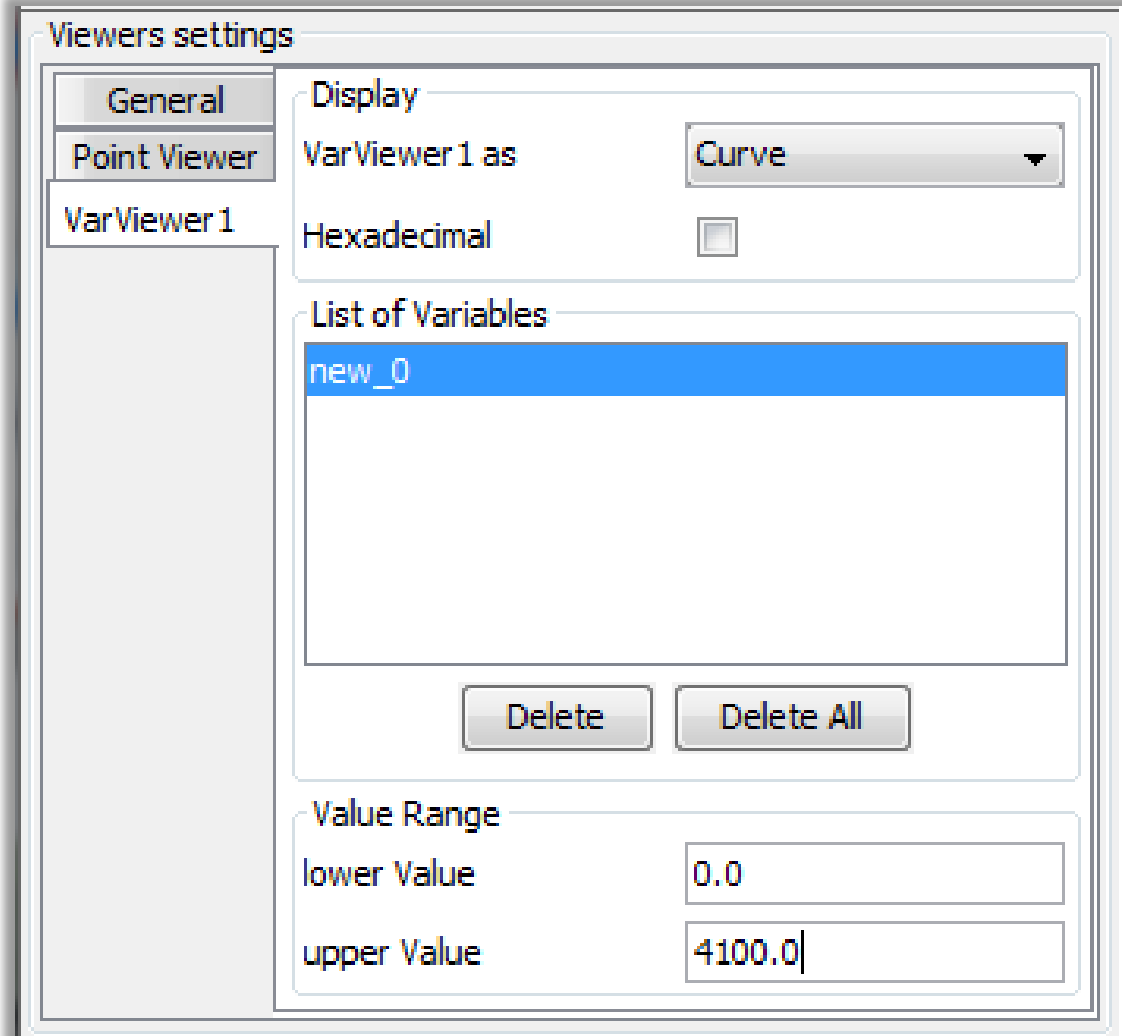 Viewers settings
General
Point Viewer
VarViewer1
Display
VarViewer1 as
Curve
Hexadecimal
List of Variables
new_0
Delete
Delete All
Value Range
lower Value
0.0
upper Value
4100.0